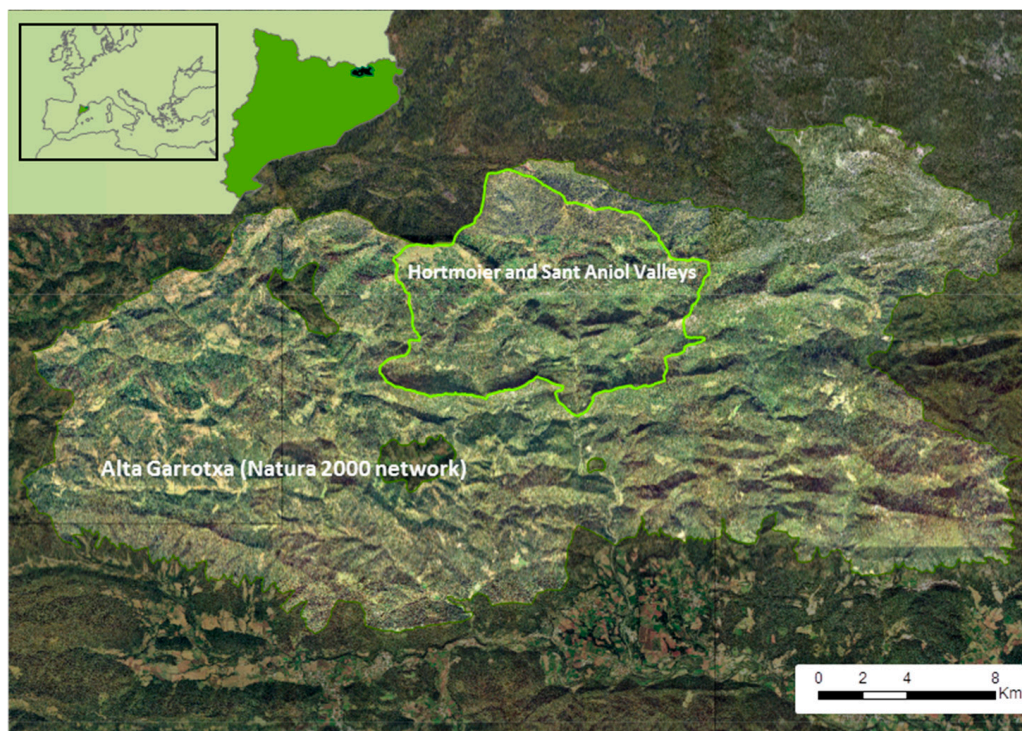 Hortmoier and Sant Aniol Valleys
Alta Garrotxa (Natura 2000 network)
0 2 4 8
Km